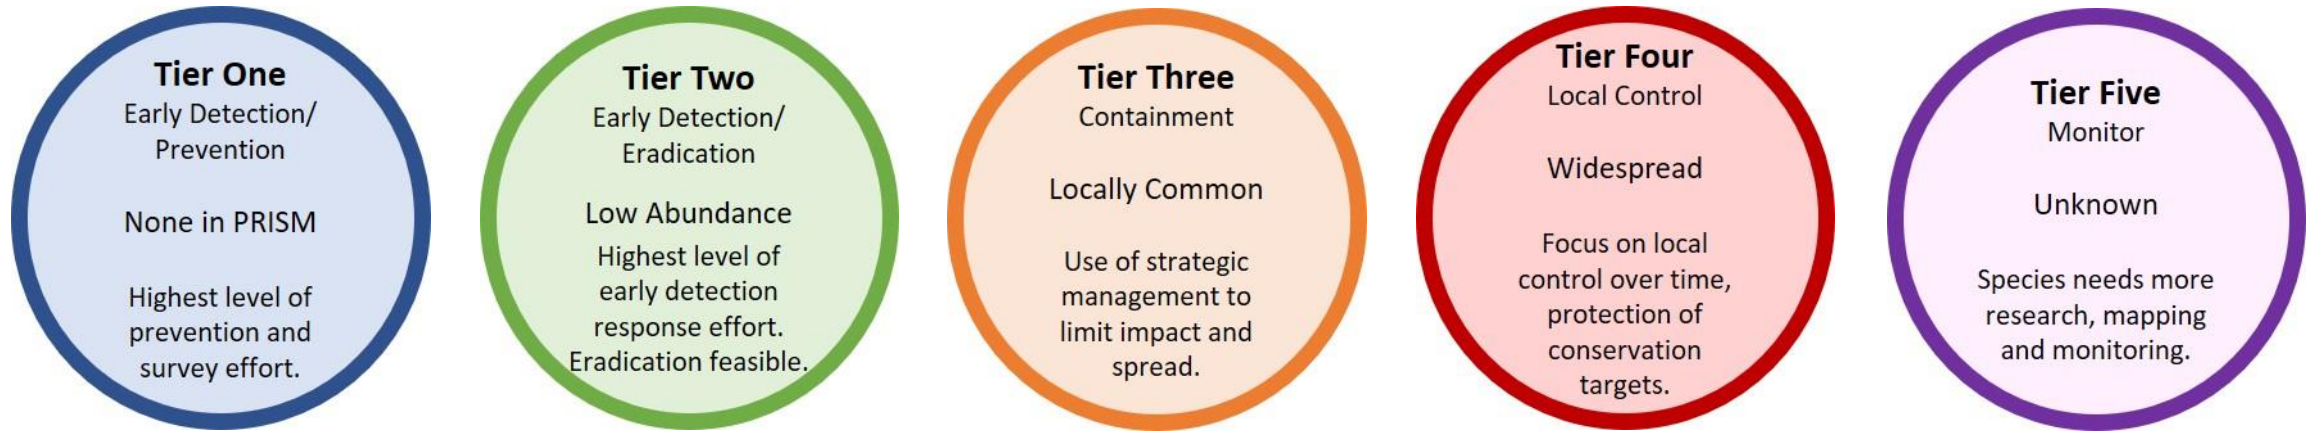 Tier One
Early Detection/
Prevention
None in PRISM
Highest level of
prevention and
survey effort.
Tier Two
Early Detection/
Eradication
Low Abundance
Highest level of
early detection
response effort.
Eradication feasible.
Tier Three
Containment
Locally Common
Use of strategic
management to
limit impact and
spread.
Tier Four
Local Control
Widespread
Focus on local
control over time,
protection of
conservation
targets.
Tier Five
Monitor
Unknown
Species needs more
research, mapping
and monitoring.